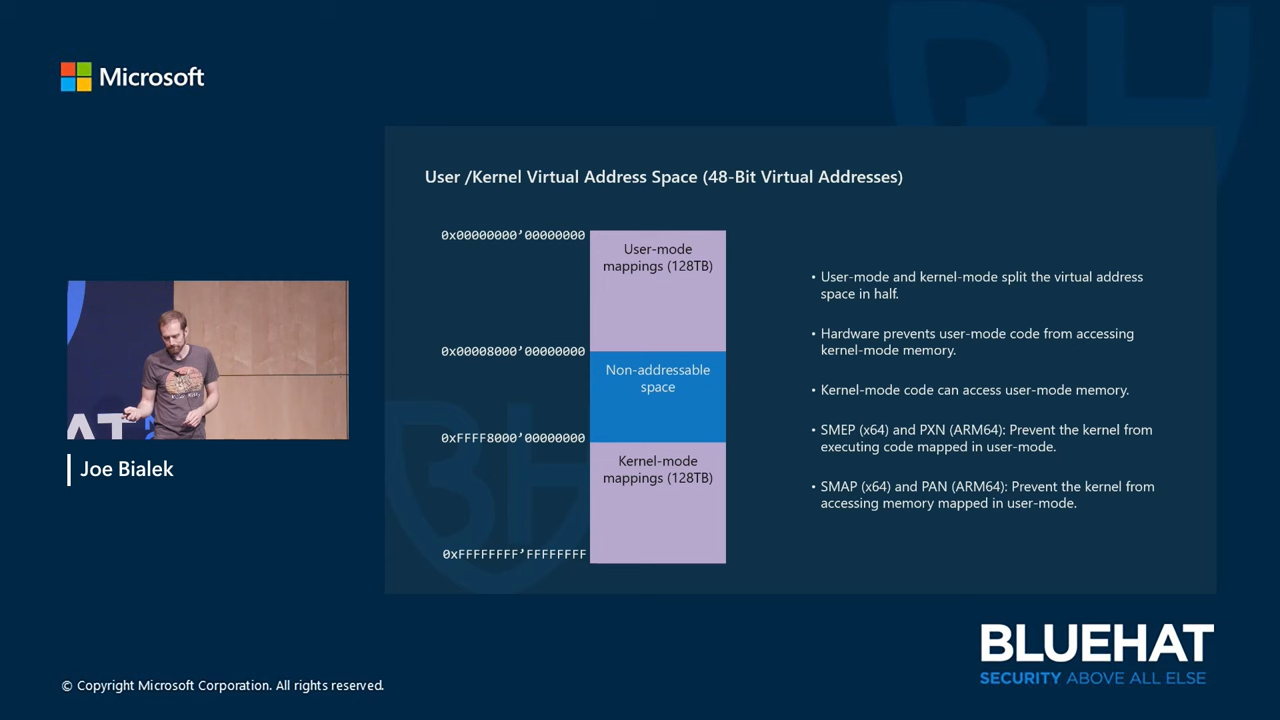 Microsoft
User /Kernel Virtual Address Space (48-Bit Virtual Addresses)
0x00000000’00000000
User-mode
mappings (128TB)
0x00008000’00000000
Non-addressable
space
0xFFFF8000’00000000
Kernel-mode
mappings (128TB)
0xFFFFFFFF’FFFFFFFF
• User-mode and kernel-mode split the virtual address
space in half.
• Hardware prevents user-mode code from accessing
kernel-mode memory.
• Kernel-mode code can access user-mode memory.
• SMEP (x64) and PXN (ARM64): Prevent the kernel from
executing code mapped in user-mode.
• SMAP (x64) and PAN (ARM64): Prevent the kernel from
accessing memory mapped in user-mode.
HAT
Joe Bialek
BLUEHAT
SECURITY ABOVE ALL ELSE
© Copyright Microsoft Corporation. All rights reserved.